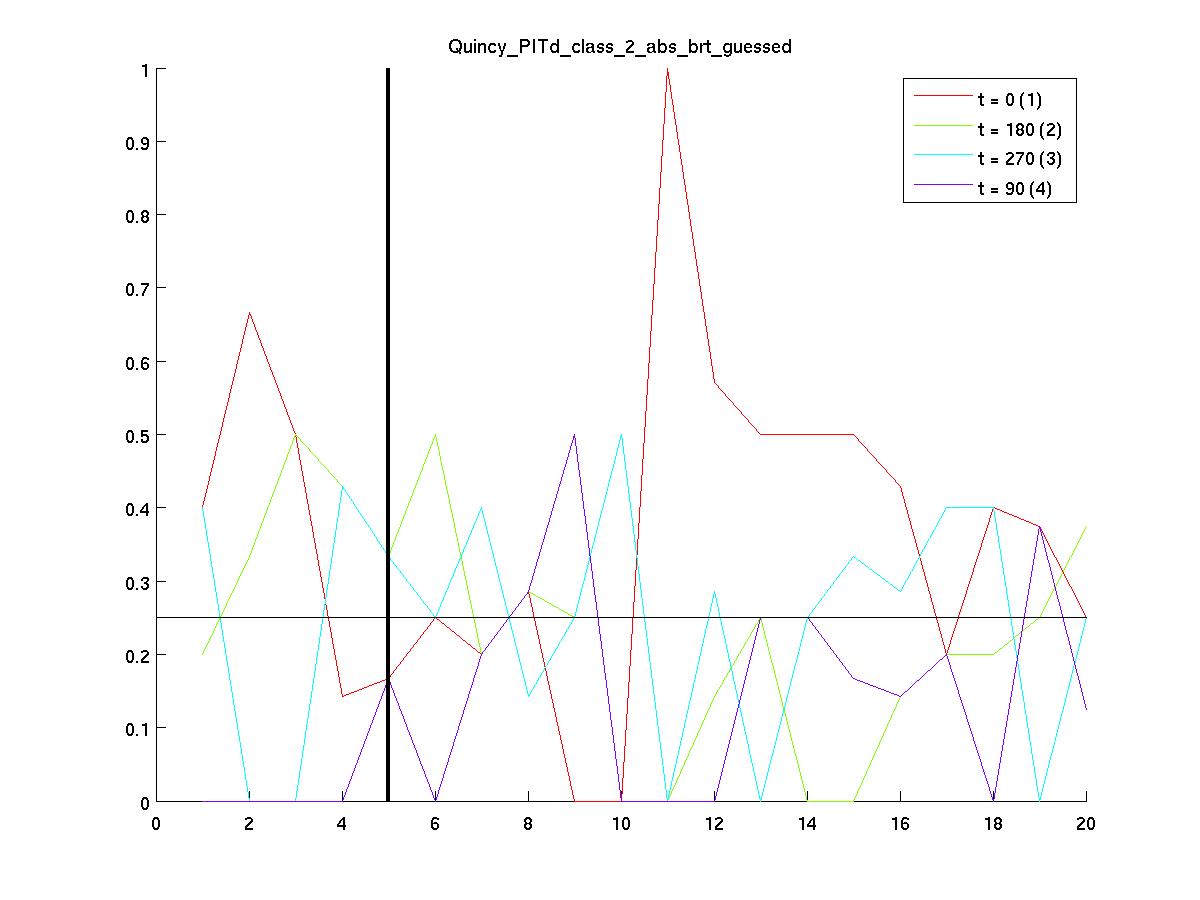 Quincy_PITd_class_2_abs_brt_guessed
1
0.9
0.8
0.7
0.6
0.5
0.4
0.3
0.2
0.1
0
t = 0 (1)
t = 180 (2)
t = 270 (3)
t = 90 (4)
0 2 4 6 8 10 12 14 16 18 20